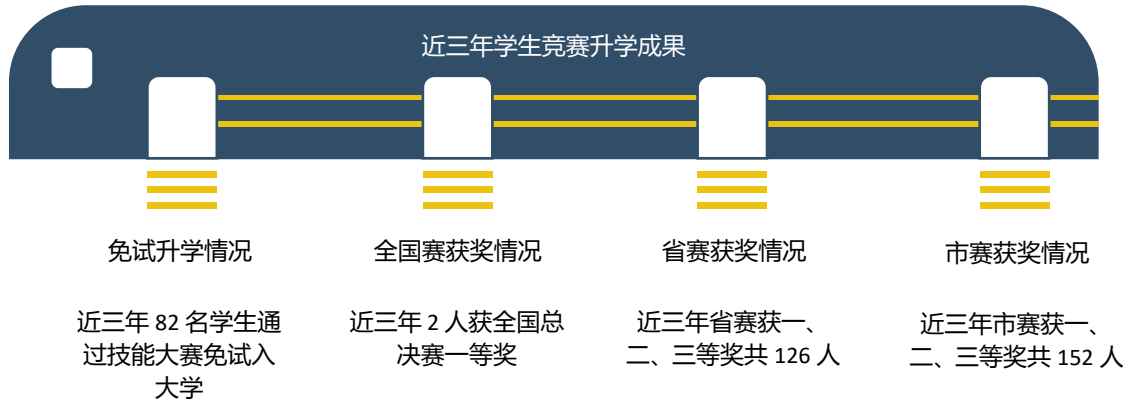 近三年学生竞赛升学成果
免试升学情况
近三年 82 名学生通
过技能大赛免试入
大学
全国赛获奖情况
近三年 2 人获全国总
决赛一等奖
省赛获奖情况
近三年省赛获一、
二、三等奖共 126 人
市赛获奖情况
近三年市赛获一、
二、三等奖共 152 人